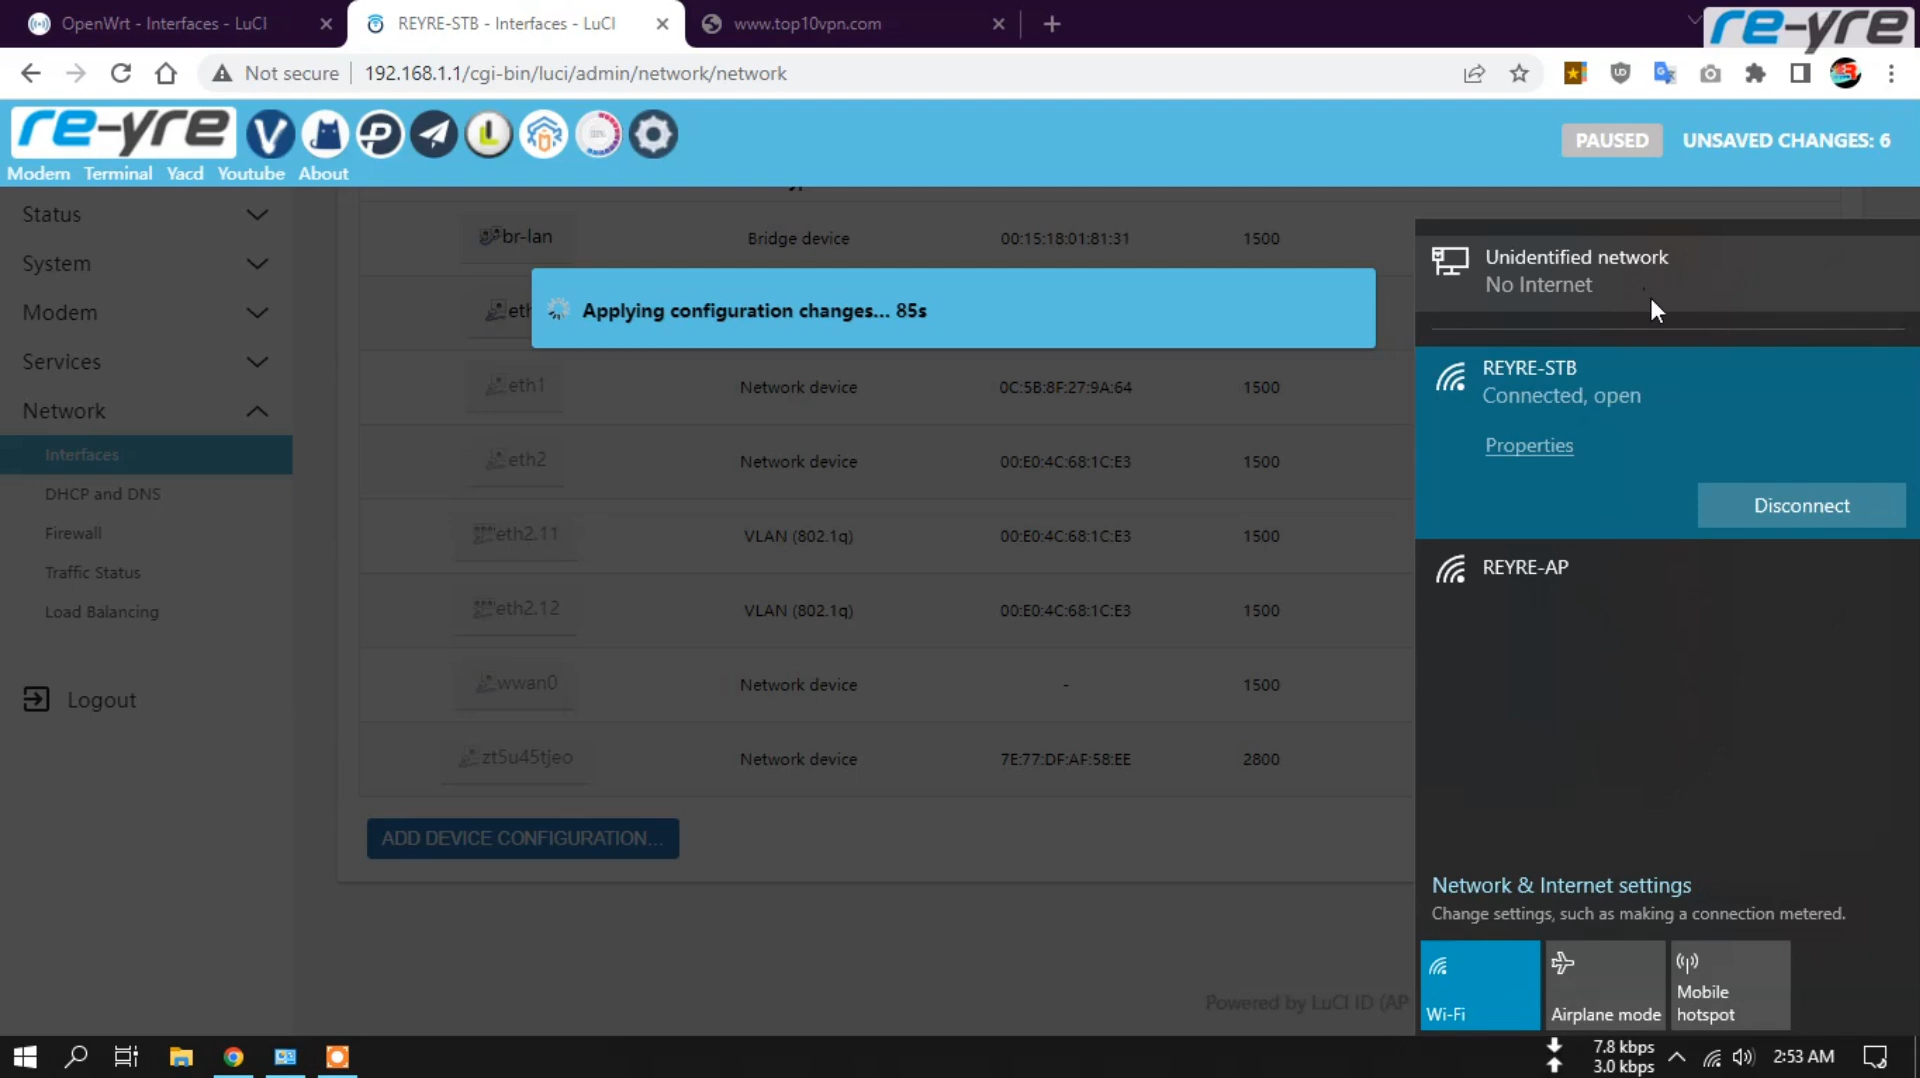 OpenWrt - Interfaces - LuCI
REYRE-STB - Interfaces - LuCI
www.top10vpn.com
re-yre
Not secure
192.168.1.1/cgi-bin/luci/admin/network/network
re-yre
PAUSED
UNSAVED CHANGES: 6
Modem Terminal Yacd Youtube About
Status
System
Modem
Services
Network
Interfaces
DHCP and DNS
Firewall
Traffic Status
Load Balancing
Logout
br-lan Bridge device 00:15:18:01:81:31 1500
Applying configuration changes... 85s
eth1 Network device 0C:5B:8F:27:9A:64 1500
eth2 Network device 00:E0:4C:68:1C:E3 1500
eth2.11 VLAN (802.1q) 00:E0:4C:68:1C:E3 1500
eth2.12 VLAN (802.1q) 00:E0:4C:68:1C:E3 1500
wwan0 Network device - 1500
zt5u45tjeo Network device 7E:77:DF:AF:58:EE 2800
ADD DEVICE CONFIGURATION...
Powered by LuCI ID (AP
Unidentified network
No Internet
REYRE-STB
Connected, open
Properties
Disconnect
REYRE-AP
Network & Internet settings
Change settings, such as making a connection metered.
Wi-Fi
Airplane mode
Mobile
hotspot
7.8 kbps
3.0 kbps
2:53 AM